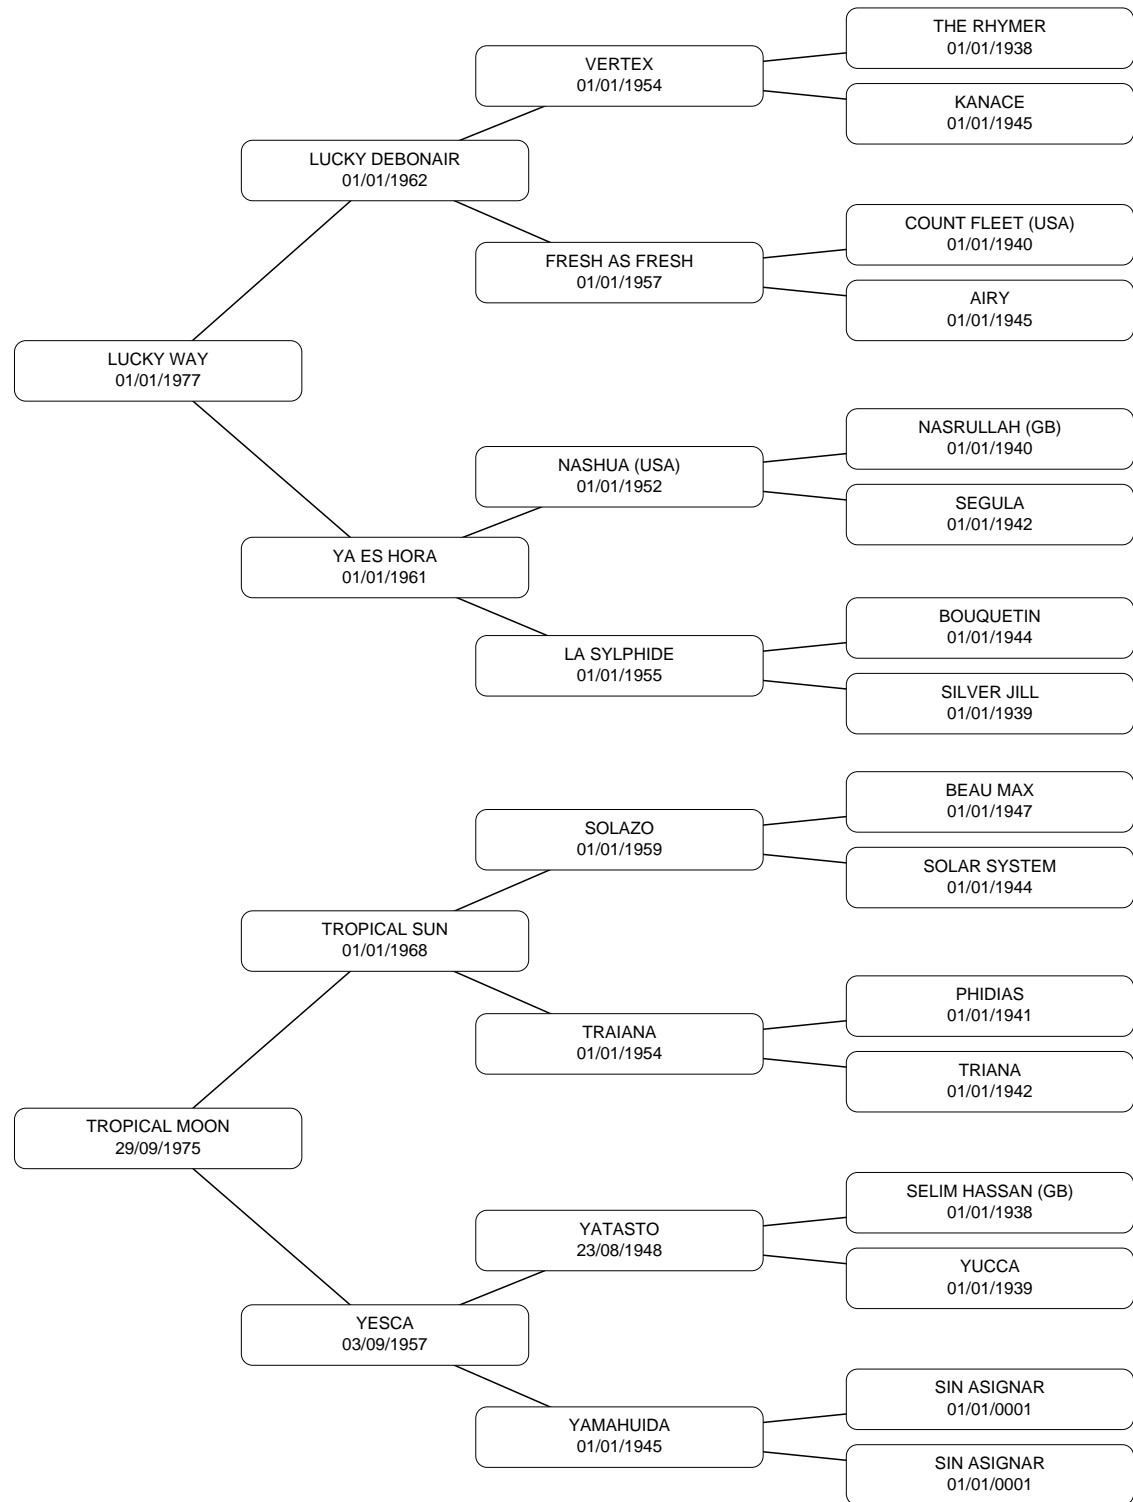 THE RHYMER
01/01/1938
VERTEX
01/01/1954
KANACE
01/01/1945
LUCKY DEBONAIR
01/01/1962
COUNT FLEET (USA)
01/01/1940
FRESH AS FRESH
01/01/1957
AIRY
01/01/1945
LUCKY WAY
01/01/1977
NASRULLAH (GB)
01/01/1940
NASHUA (USA)
01/01/1952
SEGULA
01/01/1942
YA ES HORA
01/01/1961
BOUQUETIN
01/01/1944
LA SYLPHIDE
01/01/1955
SILVER JILL
01/01/1939
BEAU MAX
01/01/1947
SOLAZO
01/01/1959
SOLAR SYSTEM
01/01/1944
TROPICAL SUN
01/01/1968
PHIDIAS
01/01/1941
TRAIANA
01/01/1954
TRIANA
01/01/1942
TROPICAL MOON
29/09/1975
SELIM HASSAN (GB)
01/01/1938
YATASTO
23/08/1948
YUCCA
01/01/1939
YESCA
03/09/1957
SIN ASIGNAR
01/01/0001
YAMAHUIDA
01/01/1945
SIN ASIGNAR
01/01/0001